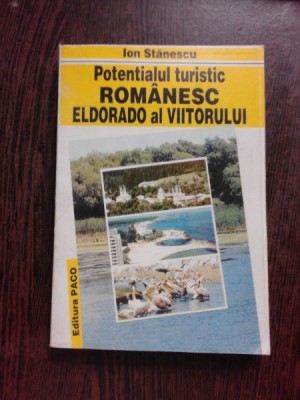 Ion Stănescu
Potentialul turistic
ROMÂNESC
ELDORADO al VIITORULUI
Editura PACO